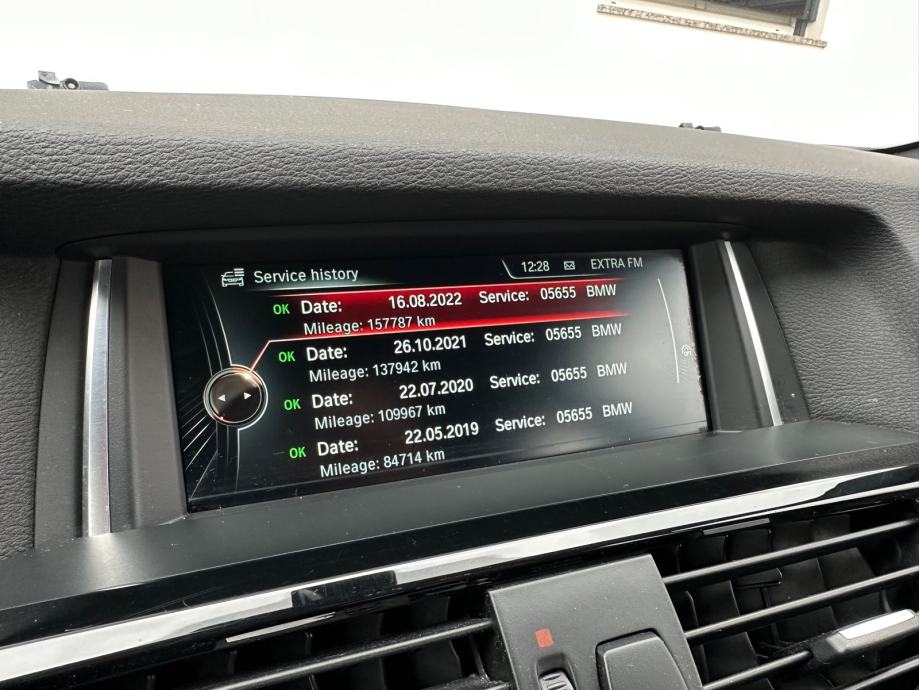 Service history
12:28 EXTRA FM
OK Date: 16.08.2022 Service: 05655 BMW
Mileage: 157787 km
OK Date: 26.10.2021 Service: 05655 BMW
Mileage: 137942 km
OK Date: 22.07.2020 Service: 05655 BMW
Mileage: 109967 km
OK Date: 22.05.2019 Service: 05655 BMW
Mileage: 84714 km